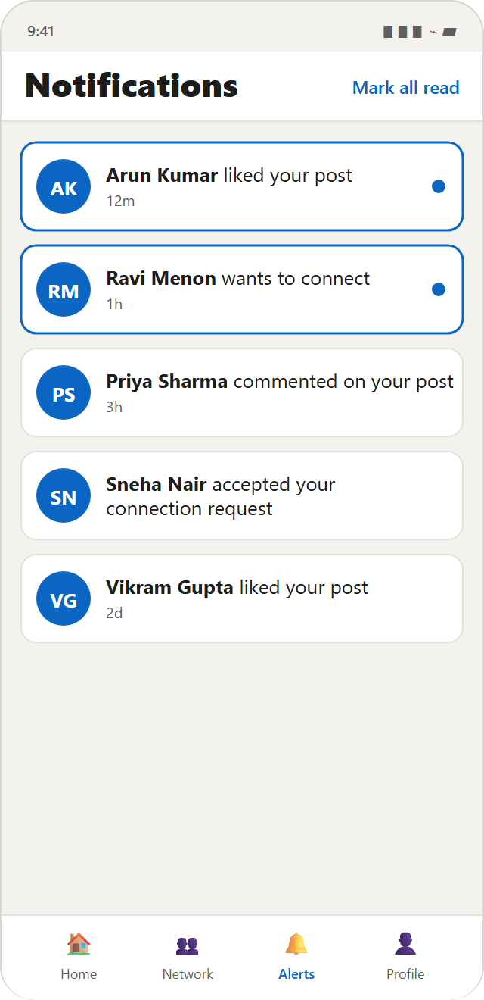 9:41
Notifications
Mark all read
AK
Arun Kumar liked your post
12m
RM
Ravi Menon wants to connect
1h
PS
Priya Sharma commented on your post
3h
SN
Sneha Nair accepted your
connection request
VG
Vikram Gupta liked your post
2d
Home
Network
Alerts
Profile